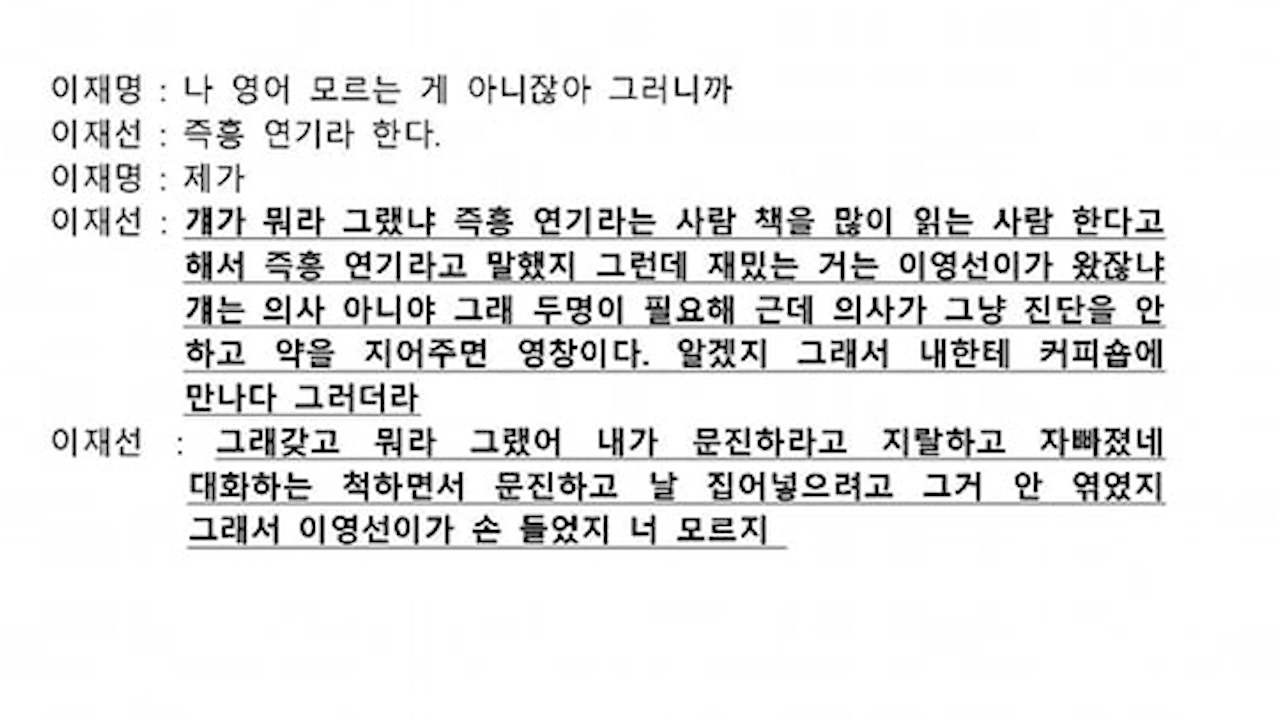 이재명 : 나 영어 모르는 게 아니잖아 그러니까
이재선 : 즉흥 연기라 한다.
이재명 : 제가
이재선 : 걔가 뭐라 그랬냐 즉흥 연기라는 사람 책을 많이 읽는 사람 한다고
해서 즉흥 연기라고 말했지 그런데 재밌는 거는 이영선이가 왔잖냐
걔는 의사 아니야 그래 두명이 필요해 근데 의사가 그냥 진단을 안
하고 약을 지어주면 영창이다. 알겠지 그래서 내한테 커피숍에
만나다 그러더라
이재선 : 그래갖고 뭐라 그랬어 내가 문진하라고 지랄하고 자빠졌네
대화하는 척하면서 문진하고 날 집어넣으려고 그거 안 엮였지
그래서 이영선이가 손 들었지 너 모르지